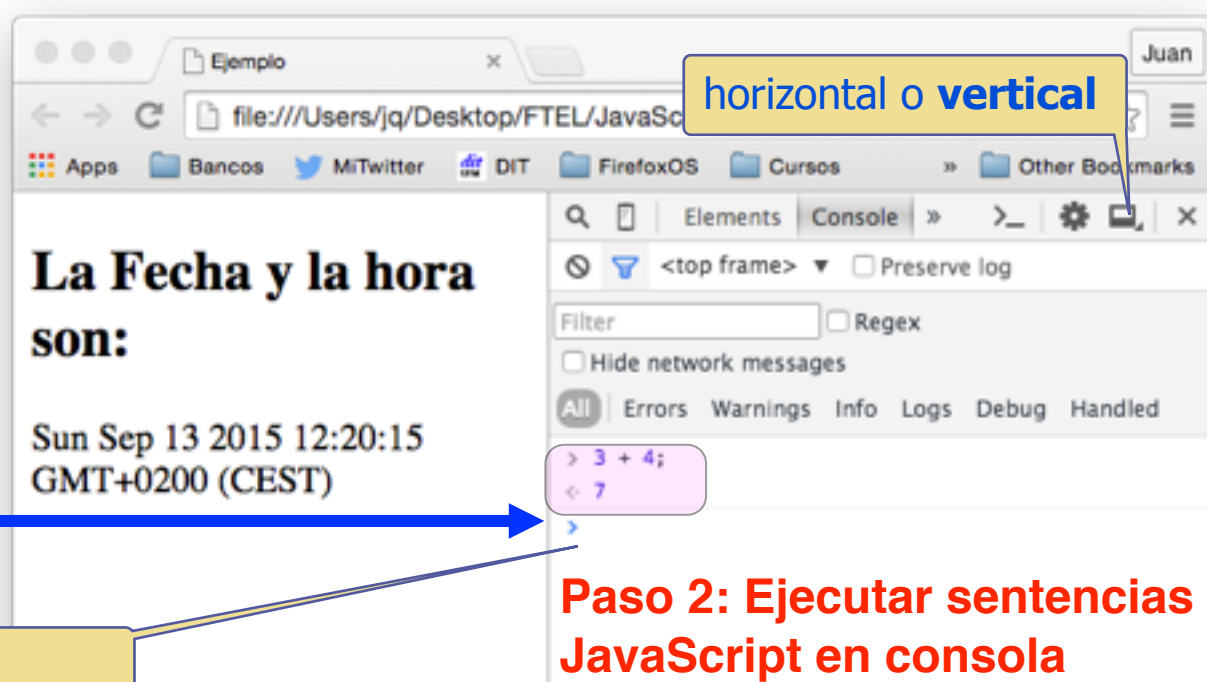 Ejemplo
Juan
horizontal o vertical
file:///Users/jq/Desktop/FTEL/JavaSc
Apps Bancos MiTwitter dit DIT FirefoxOS Cursos » Other Bookmarks
Elements Console »
<top frame> ▼ Preserve log
Filter Regex
Hide network messages
All Errors Warnings Info Logs Debug Handled
La Fecha y la hora
son:
Sun Sep 13 2015 12:20:15
GMT+0200 (CEST)
> 3 + 4;
<· 7
>
Paso 2: Ejecutar sentencias
JavaScript en consola